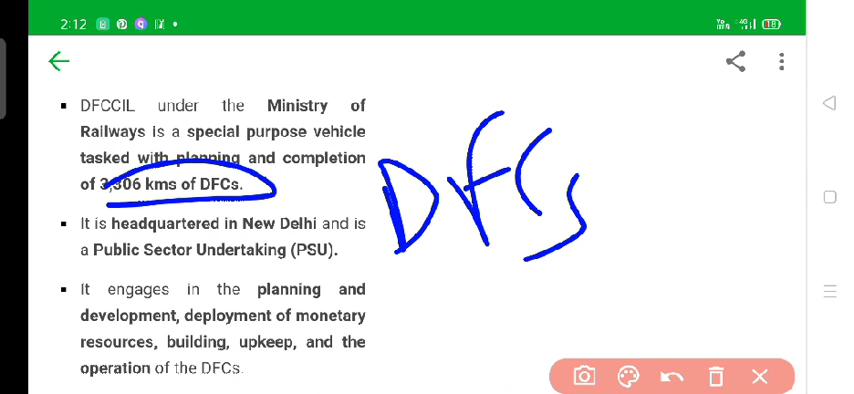 2:12
DFCCIL under the Ministry of
Railways is a special purpose vehicle
tasked with planning and completion
of 3,306 kms of DFCs.
It is headquartered in New Delhi and is
a Public Sector Undertaking (PSU).
It engages in the planning and
development, deployment of monetary
resources, building, upkeep, and the
operation of the DFCs.
DFCs